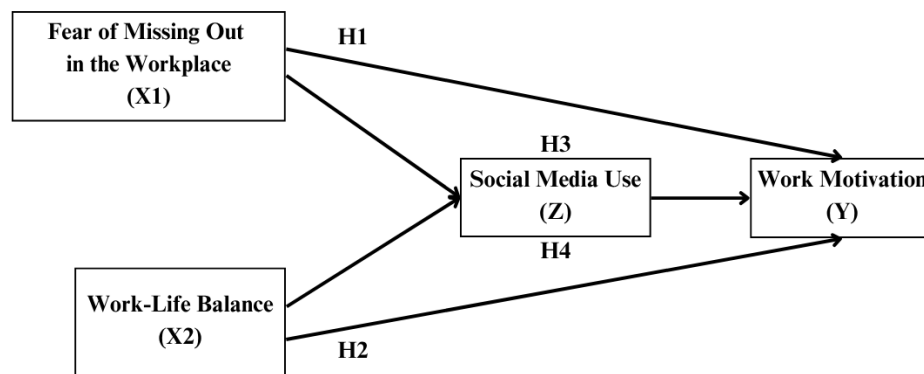 Fear of Missing Out
in the Workplace
(X1)
H1
H3
Social Media Use
(Z)
Work Motivation
(Y)
H4
Work-Life Balance
(X2)
H2